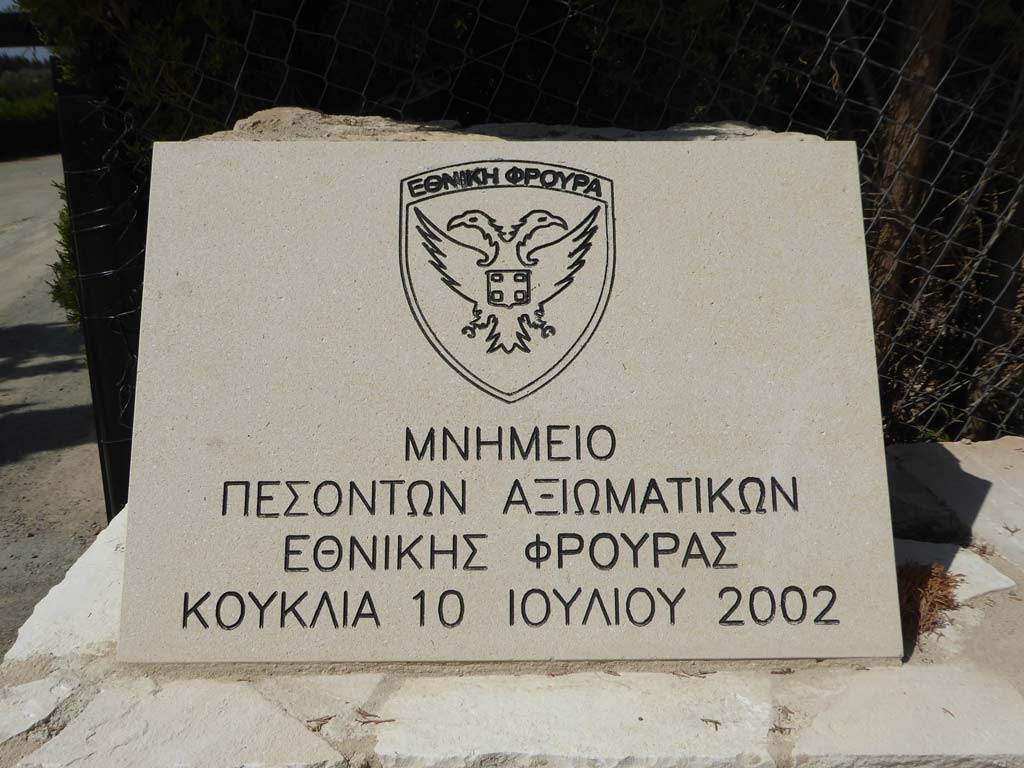 ΕΘΝΙΚΗ ΦΡΟΥΡΑ
ΜΝΗΜΕΙΟ
ΠΕΣΟΝΤΩΝ ΑΞΙΩΜΑΤΙΚΩΝ
ΕΘΝΙΚΗΣ ΦΡΟΥΡΑΣ
ΚΟΥΚΛΙΑ 10 ΙΟΥΛΙΟΥ 2002